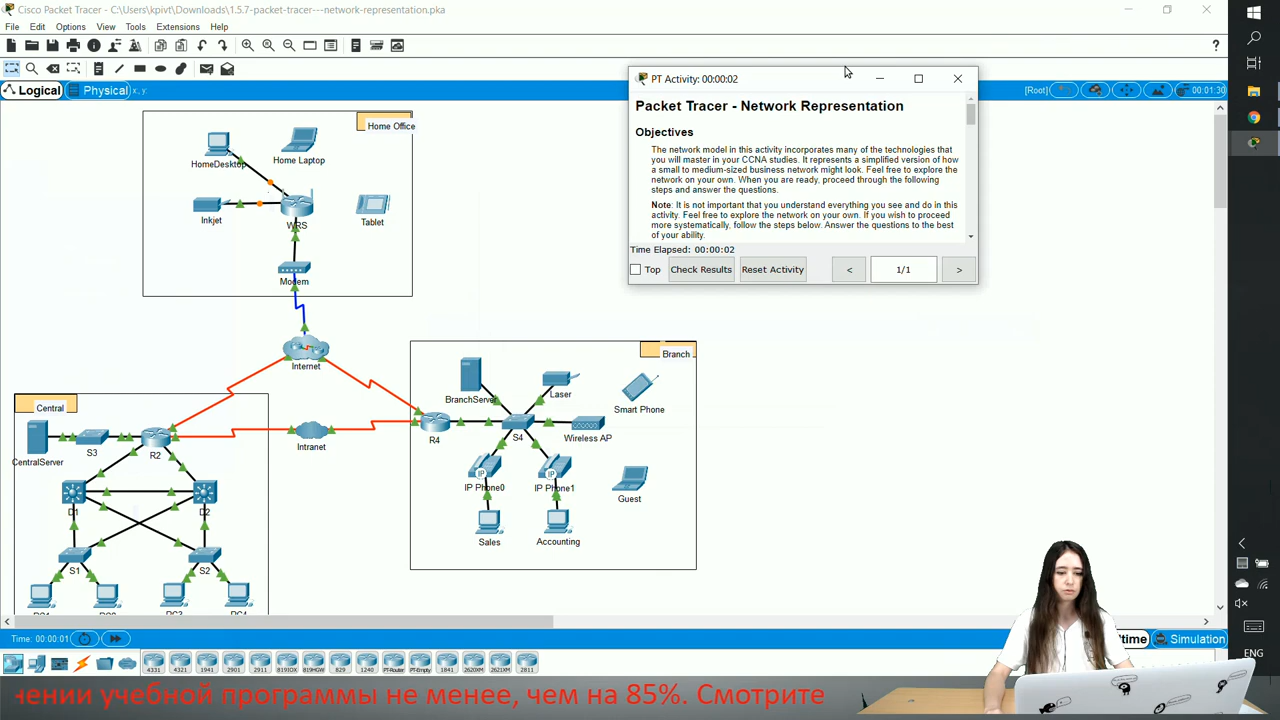 Cisco Packet Tracer - C:\Users\kpivt\Downloads\1.5.7-packet-tracer---network-representation.pka
File Edit Options View Tools Extensions Help
?
Logical Physical x, y: [Root] 00:01:30
PT Activity: 00:00:02
Packet Tracer - Network Representation
Objectives
The network model in this activity incorporates many of the technologies that
you will master in your CCNA studies. It represents a simplified version of how
a small to medium-sized business network might look. Feel free to explore the
network on your own. When you are ready, proceed through the following
steps and answer the questions.
Note: It is not important that you understand everything you see and do in this
activity. Feel free to explore the network on your own. If you wish to proceed
more systematically, follow the steps below. Answer the questions to the best
of your ability.
Time Elapsed: 00:00:02
Top Check Results Reset Activity < 1/1 >
Home Office
HomeDesktop
Home Laptop
Inkjet
WRS
Tablet
Modem
Internet
Branch
BranchServer
Laser
Smart Phone
R4
S4
Wireless AP
IP Phone0
IP Phone1
Guest
Sales
Accounting
Intranet
Central
CentralServer
S3
R2
D1
D2
S1
S2
Time: 00:00:01
Simulation
4331 4321 1941 2901 2911 819IOX 819HGW 829 1240 PT-Router PT-Empty 1841 2620XM 2621XM 2811
ENG
нении учебной программы не менее, чем на 85%. Смотрите